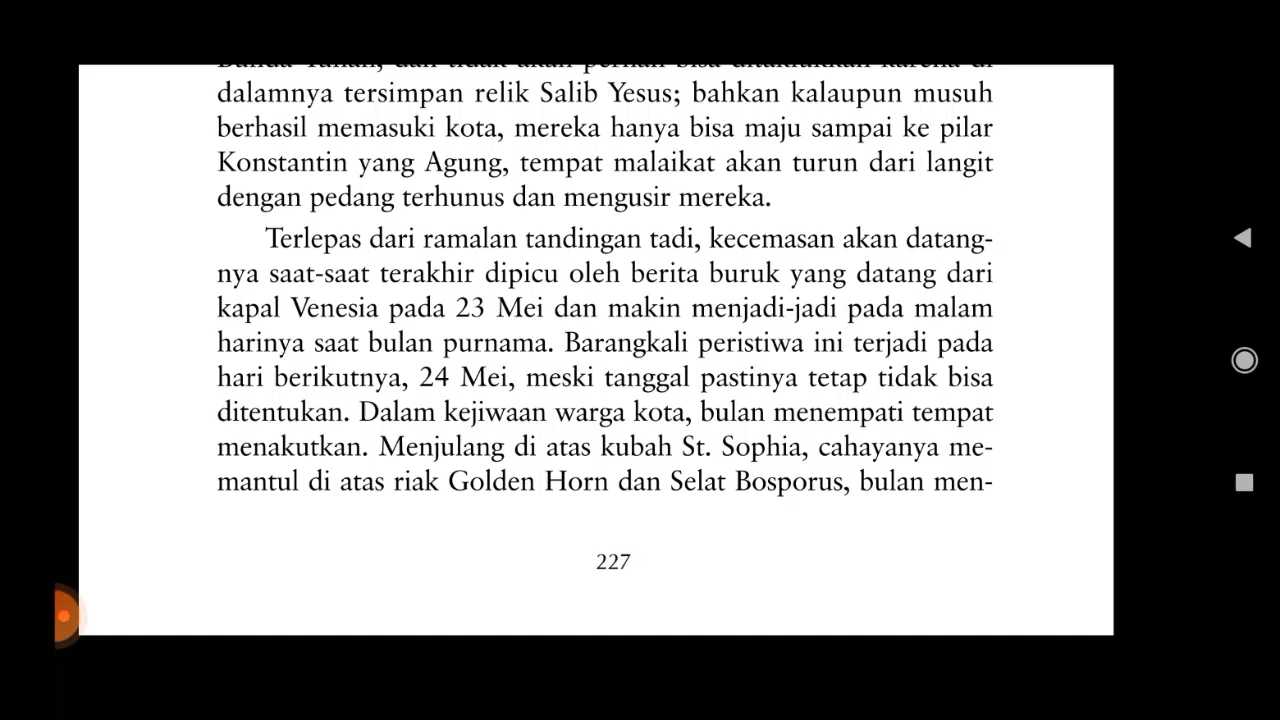 dalamnya tersimpan relik Salib Yesus; bahkan kalaupun musuh
berhasil memasuki kota, mereka hanya bisa maju sampai ke pilar
Konstantin yang Agung, tempat malaikat akan turun dari langit
dengan pedang terhunus dan mengusir mereka.
Terlepas dari ramalan tandingan tadi, kecemasan akan datang-
nya saat-saat terakhir dipicu oleh berita buruk yang datang dari
kapal Venesia pada 23 Mei dan makin menjadi-jadi pada malam
harinya saat bulan purnama. Barangkali peristiwa ini terjadi pada
hari berikutnya, 24 Mei, meski tanggal pastinya tetap tidak bisa
ditentukan. Dalam kejiwaan warga kota, bulan menempati tempat
menakutkan. Menjulang di atas kubah St. Sophia, cahayanya me-
mantul di atas riak Golden Horn dan Selat Bosporus, bulan men-
227